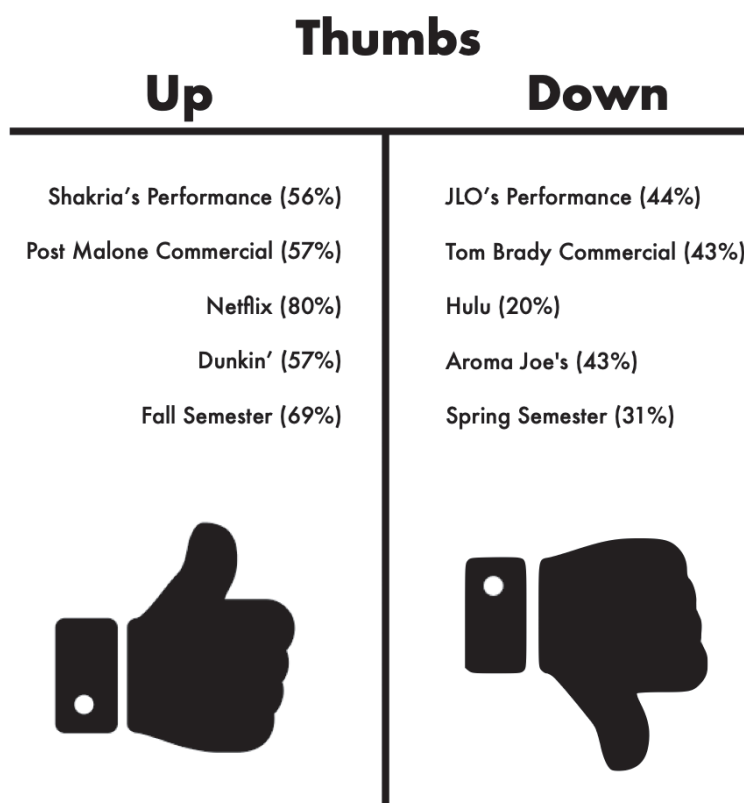 Thumbs
Up
Down
Shakria's Performance (56%)
Post Malone Commercial (57%)
Netflix (80%)
Dunkin' (57%)
Fall Semester (69%)
JLO's Performance (44%)
Tom Brady Commercial (43%)
Hulu (20%)
Aroma Joe's (43%)
Spring Semester (31%)